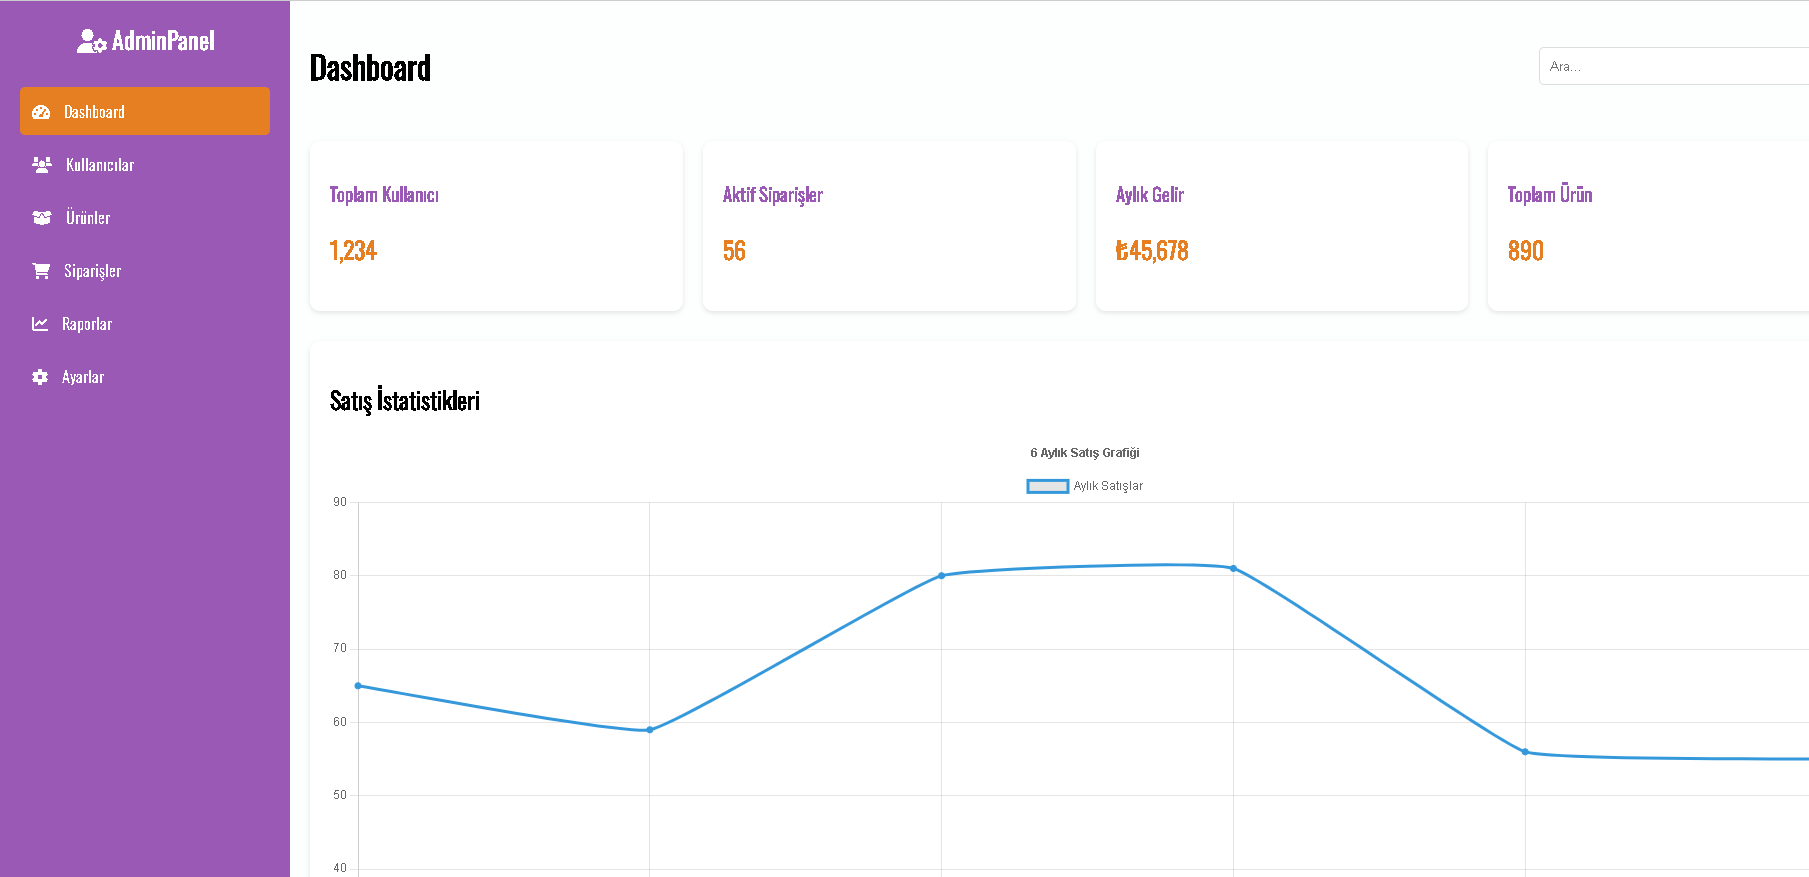 AdminPanel
Dashboard
Kullanıcılar
Ürünler
Siparişler
Raporlar
Ayarlar
Dashboard
Ara...
Toplam Kullanıcı
1,234
Aktif Siparişler
56
Aylık Gelir
₺45,678
Toplam Ürün
890
Satış İstatistikleri
6 Aylık Satış Grafiği
Aylık Satışlar
90
80
70
60
50
40